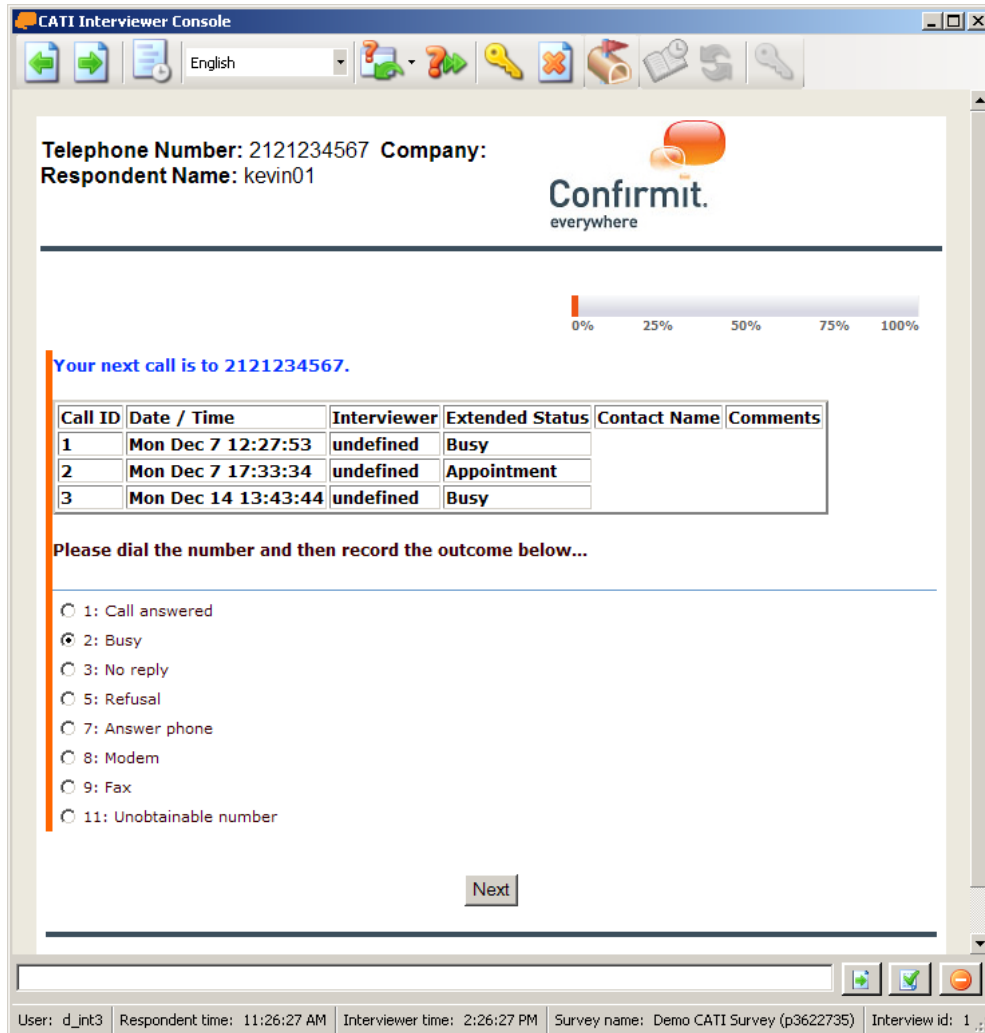 CATI Interviewer Console
English
Telephone Number: 2121234567 Company:
Respondent Name: kevin01
Confirmit.
everywhere
0% 25% 50% 75% 100%
Your next call is to 2121234567.
Call ID Date / Time Interviewer Extended Status Contact Name Comments
1 Mon Dec 7 12:27:53 undefined Busy
2 Mon Dec 7 17:33:34 undefined Appointment
3 Mon Dec 14 13:43:44 undefined Busy
Please dial the number and then record the outcome below...
1: Call answered
2: Busy
3: No reply
5: Refusal
7: Answer phone
8: Modem
9: Fax
11: Unobtainable number
Next
User: d_int3 Respondent time: 11:26:27 AM Interviewer time: 2:26:27 PM Survey name: Demo CATI Survey (p3622735) Interview id: 1